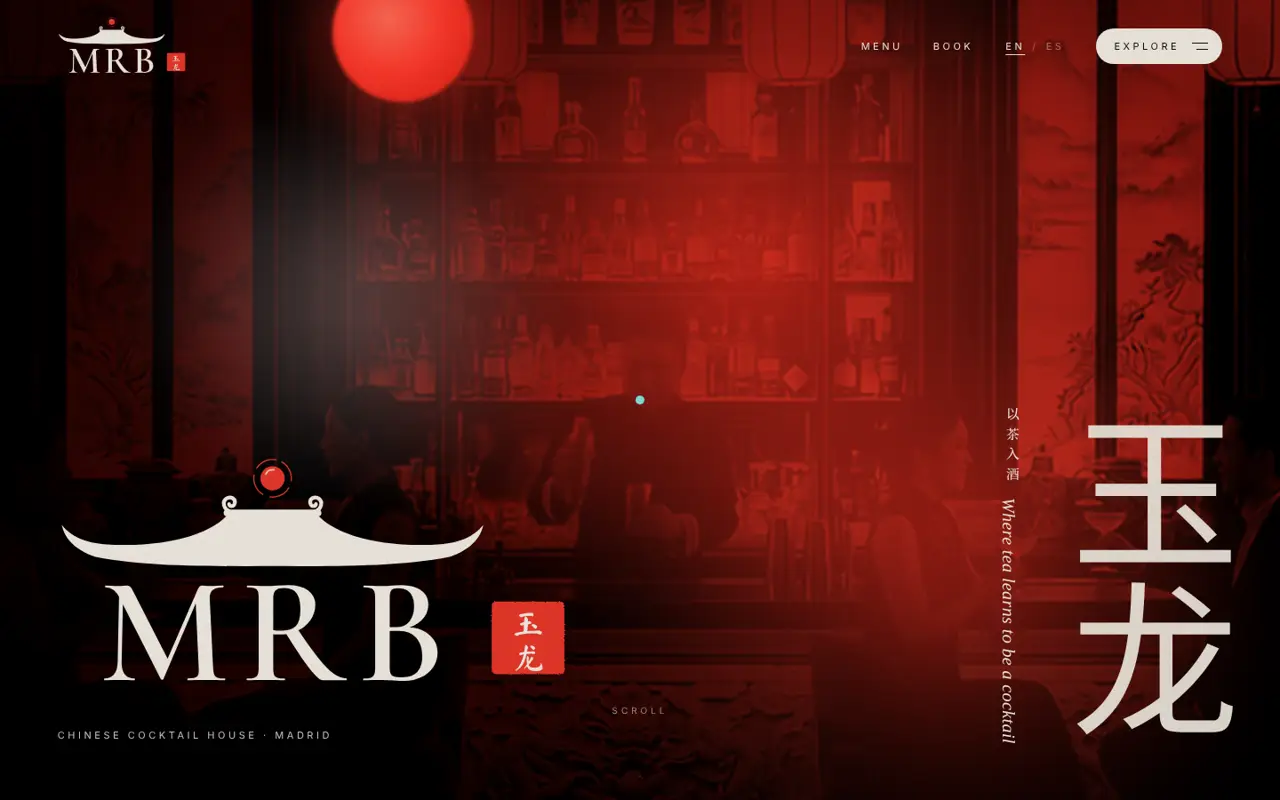 MRB
玉龙
MENU
BOOK
EN / ES
EXPLORE
以茶入酒
Where tea learns to be a cocktail
玉龙
MRB
玉龙
SCROLL
CHINESE COCKTAIL HOUSE · MADRID